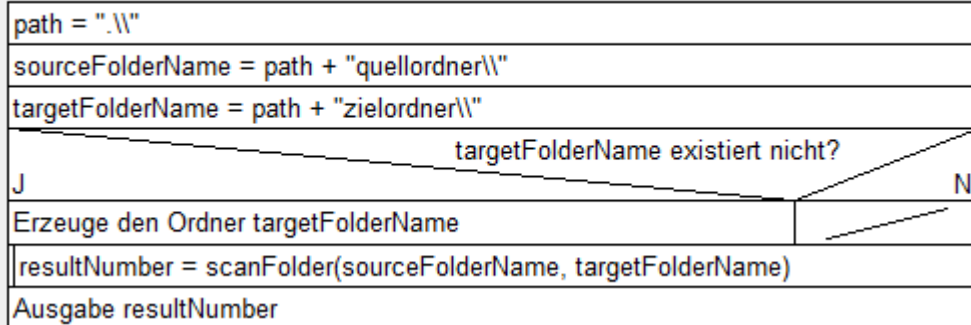 path = ".\\"
sourceFolderName = path + "quellordner\\"
targetFolderName = path + "zielordner\\"
targetFolderName existiert nicht?
J
N
Erzeuge den Ordner targetFolderName
resultNumber = scanFolder(sourceFolderName, targetFolderName)
Ausgabe resultNumber